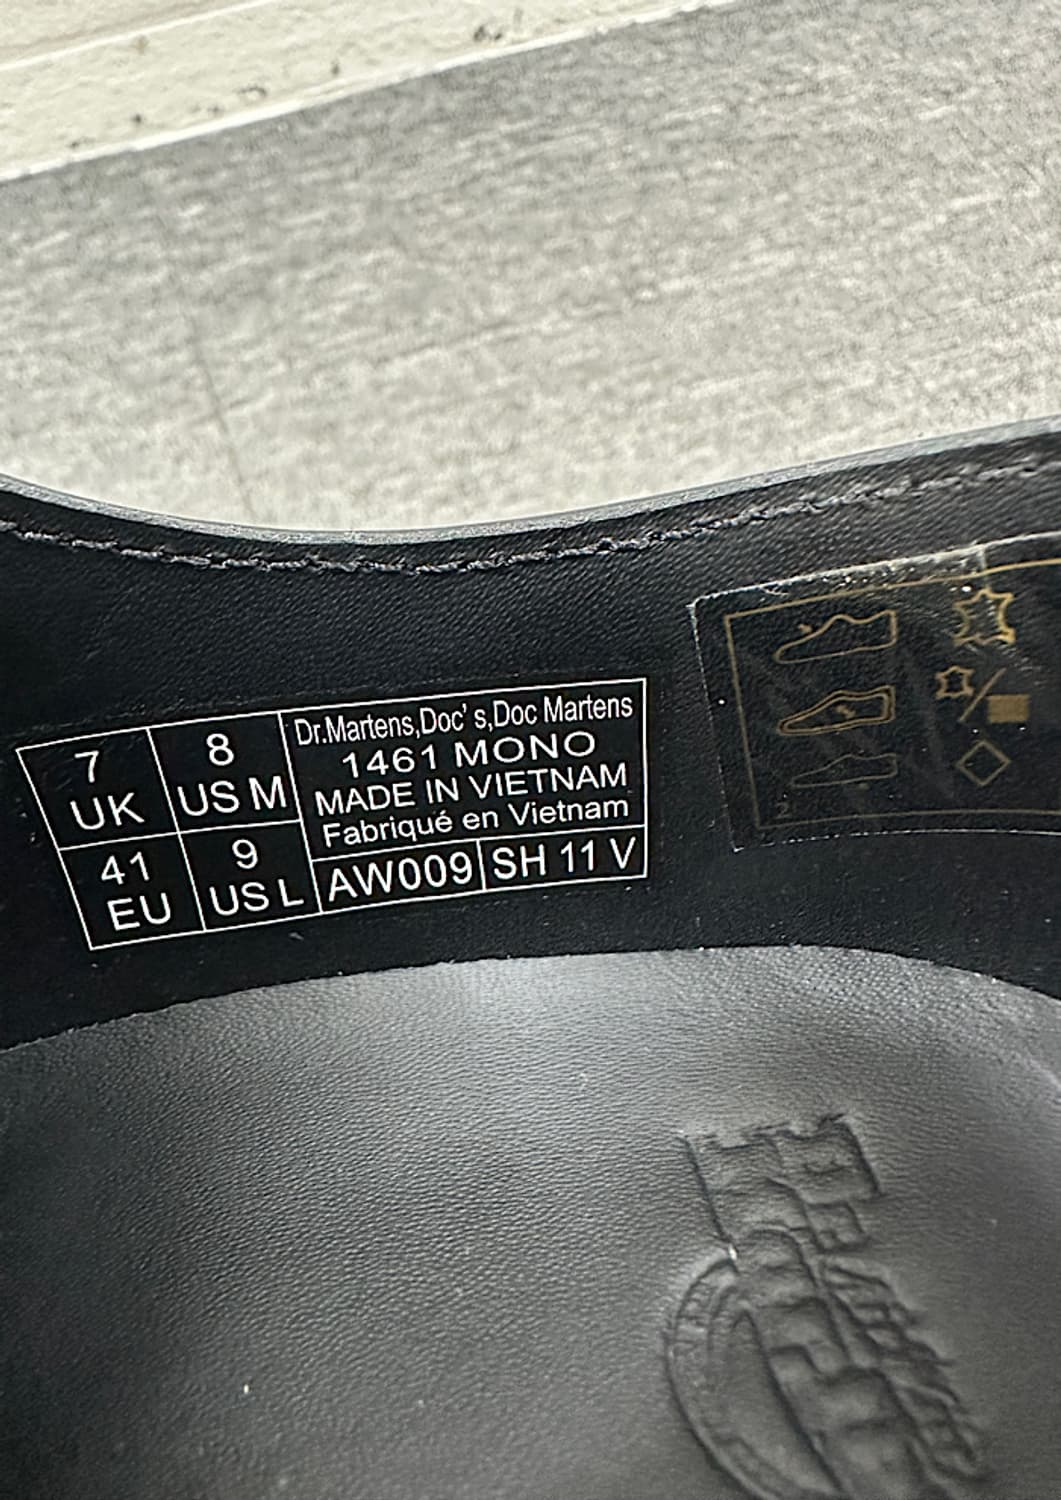 7
UK
8
US M
41
EU
9
US L
Dr.Martens,Doc's,Doc Martens
1461 MONO
MADE IN VIETNAM
Fabriqué en Vietnam
AW009
SH 11 V